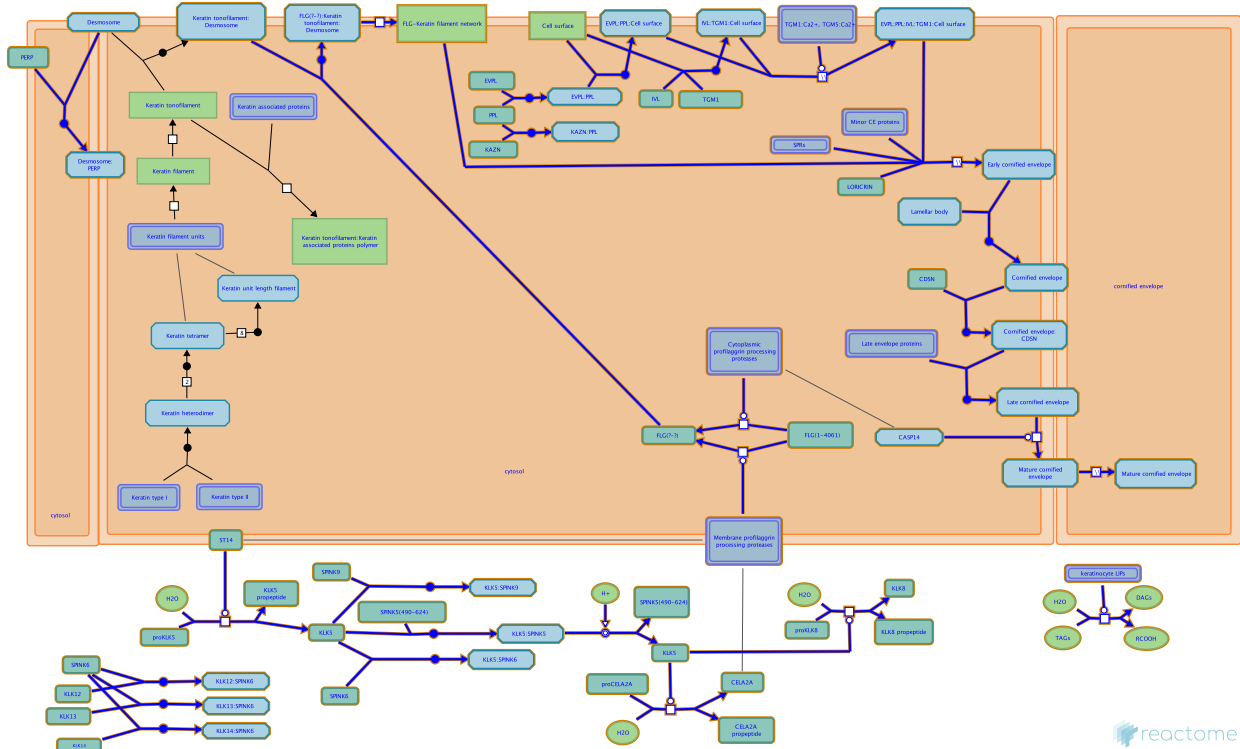 Desmosome
Keratin tonofilament:
Desmosome
FLG(?-?):Keratin
tonofilament:
Desmosome
FLG-Keratin filament network
Cell surface
EVPL:PPL:Cell surface
IVL:TGM1:Cell surface
TGM1:Ca2+, TGM5:Ca2+
EVPL:PPL:IVL:TGM1:Cell surface
PERP
EVPL
EVPL:PPL
IVL
TGM1
Keratin tonofilament
Keratin associated proteins
PPL
KAZN:PPL
Minor CE proteins
KAZN
SPRs
Desmosome:
PERP
Early cornified envelope
Keratin filament
LORICRIN
Lamellar body
Keratin filament units
Keratin tonofilament:Keratin
associated proteins polymer
Keratin unit length filament
CDSN
Cornified envelope
cornified envelope
8
Keratin tetramer
Cornified envelope:
CDSN
Late envelope proteins
Cytoplasmic
profilaggrin processing
proteases
2
Keratin heterodimer
Late cornified envelope
FLG(?-?)
FLG(1-4061)
CASP14
cytosol
Mature cornified
envelope
Mature cornified envelope
Keratin type I
Keratin type II
cytosol
ST14
Membrane profilaggrin
processing proteases
SPINK9
keratinocyte LIPs
H2O
KLK5
propeptide
KLK5:SPINK9
H+
SPINK5(490-624)
H2O
KLK8
H2O
DAGs
SPINK5(490-624)
proKLK5
KLK5
KLK5:SPINK5
proKLK8
KLK8 propeptide
TAGs
RCOOH
KLK5
KLK5:SPINK6
SPINK6
KLK12:SPINK6
KLK12
SPINK6
proCELA2A
CELA2A
KLK13:SPINK6
KLK13
KLK14:SPINK6
H2O
CELA2A
propeptide
KLK14
reactome